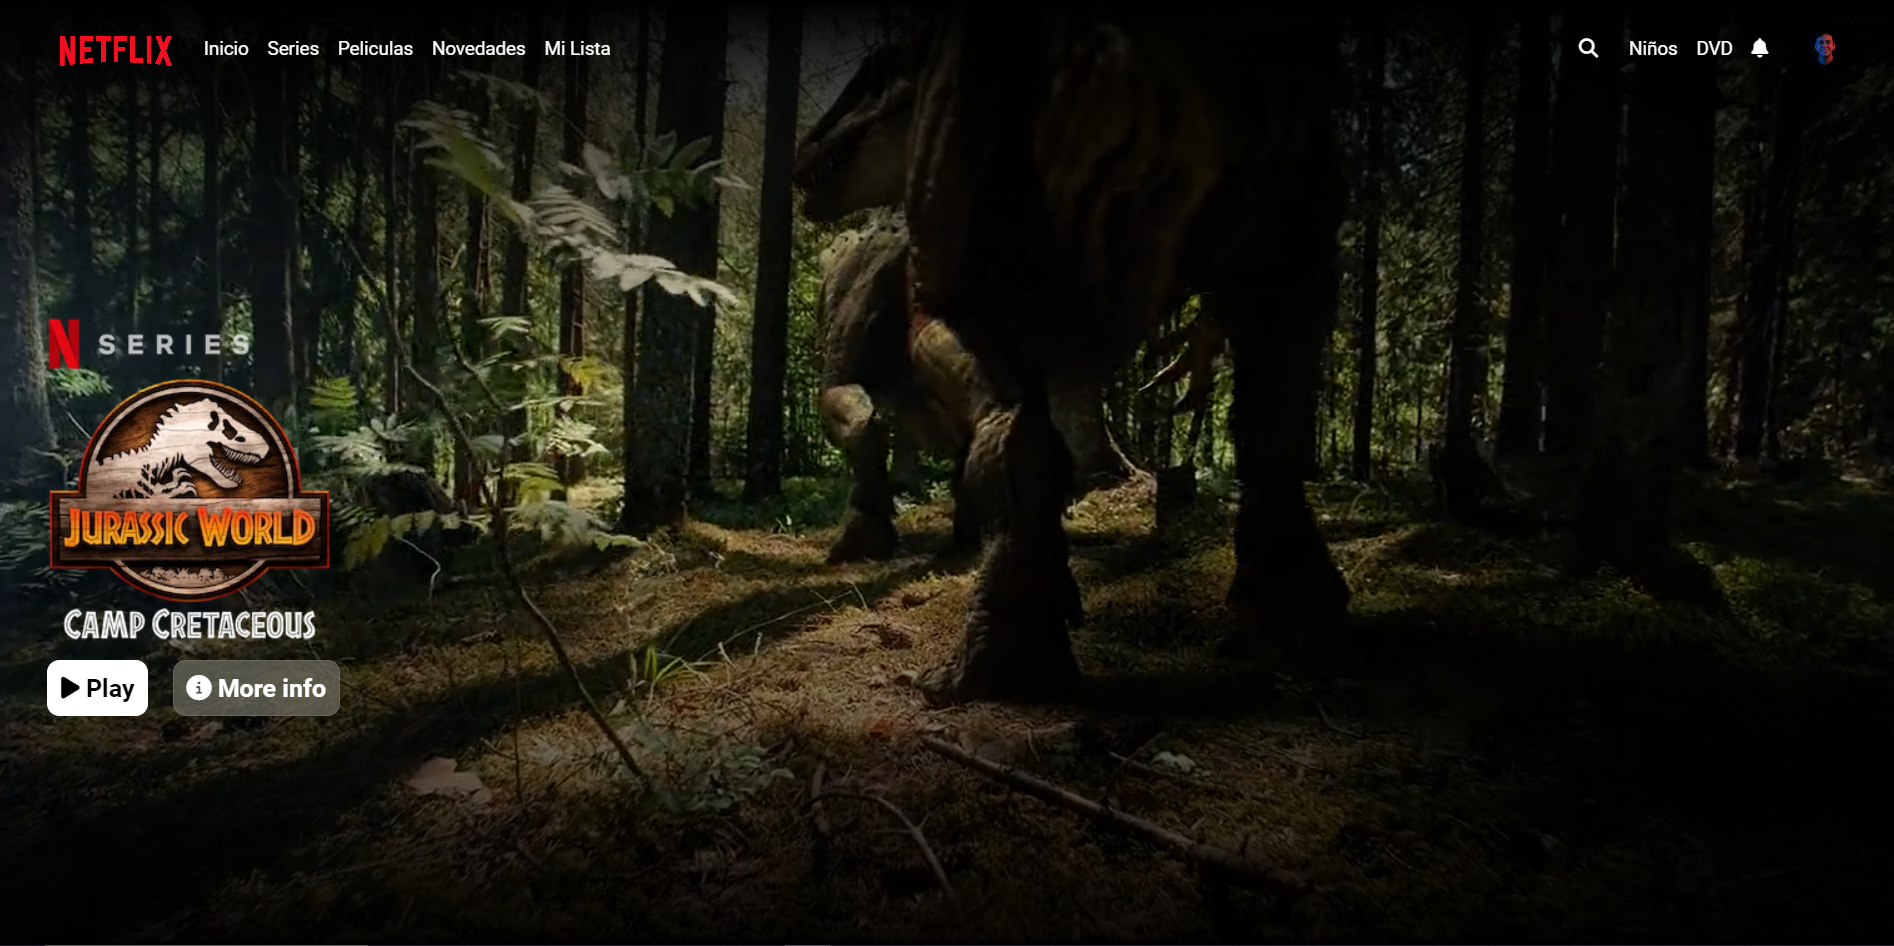 NETFLIX Inicio Series Peliculas Novedades Mi Lista Niños DVD
N SERIES
JURASSIC WORLD
CAMP CRETACEOUS
Play More info